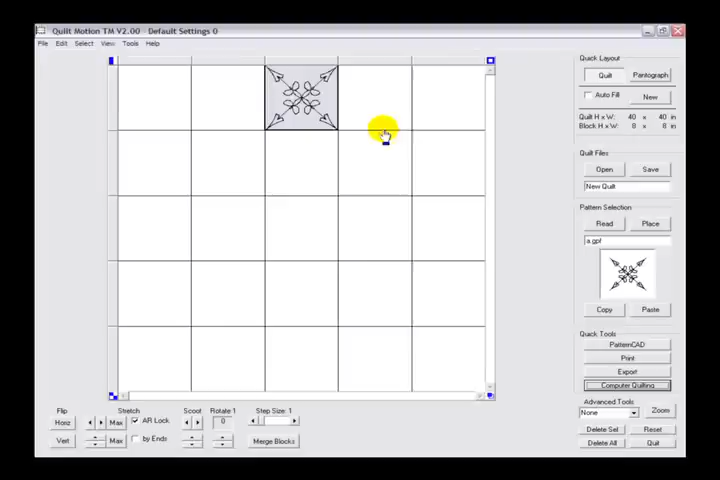 Quilt Motion TM V2.00 - Default Settings 0
File Edit Select View Tools Help
Quick Layout
Quilt Pantograph
Auto Fill New
Quilt H x W: 40 x 40 in
Block H x W: 8 x 8 in
Quilt Files
Open Save
New Quilt
Pattern Selection
Read Place
a.gpf
Copy Paste
Quick Tools
PatternCAD
Print
Export
Computer Quilting
Advanced Tools
None Zoom
Delete Sel Reset
Delete All Quit
Flip Stretch Scoot Rotate 1 Step Size: 1
Horiz Max AR Lock 0
Vert Max by Ends Merge Blocks